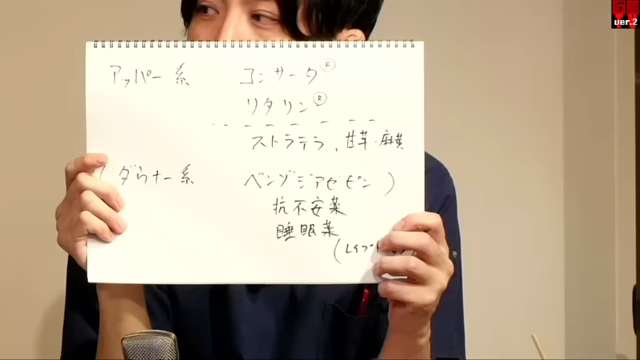 アッパー系 コンサータ®
リタリン®
ストラテラ、甘草・麻黄
ダウナー系 ベンゾジアゼピン)
抗不安薬
睡眠薬
ver.2